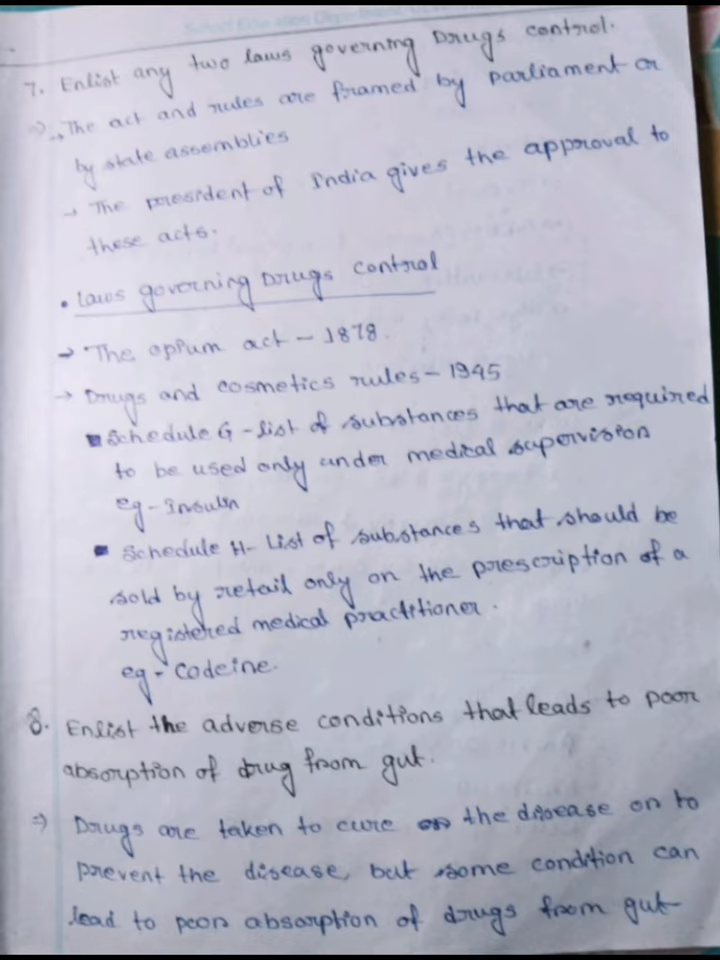 7. Enlist any two laws governing Drugs control.
⇒ → The act and rules are framed by parliament or
by state assemblies
→ The president of India gives the approval to
these acts.
• Laws governing Drugs control
→ The opium act - 1878.
→ Drugs and cosmetics rules - 1945
▪ Schedule G - list of substances that are required
to be used only under medical supervision
eg - Insulin
▪ Schedule H - List of substances that should be
sold by retail only on the prescription of a
registered medical practitioner.
eg - Codeine.
8. Enlist the adverse conditions that leads to poor
absorption of drug from gut.
⇒ Drugs are taken to cure the disease on to
prevent the disease, but some condition can
lead to poor absorption of drugs from gut